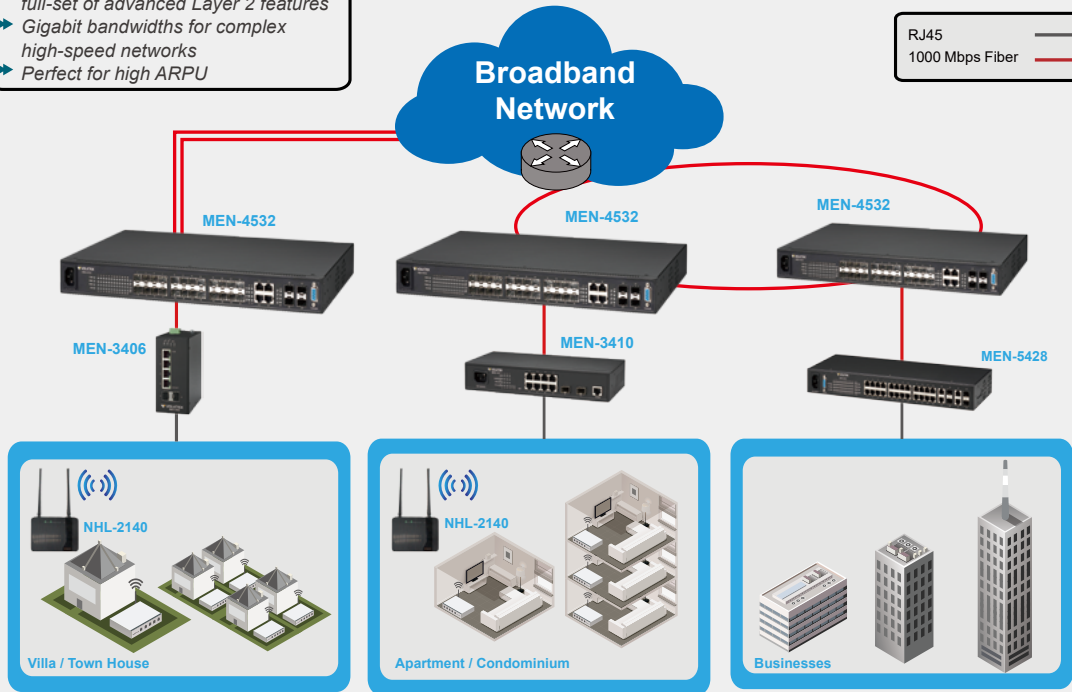 full-set of advanced Layer 2 features
Gigabit bandwidths for complex
high-speed networks
Perfect for high ARPU
RJ45
1000 Mbps Fiber
Broadband
Network
MEN-4532
MEN-4532
MEN-4532
MEN-3406
MEN-3410
MEN-5428
NHL-2140
NHL-2140
Villa / Town House
Apartment / Condominium
Businesses